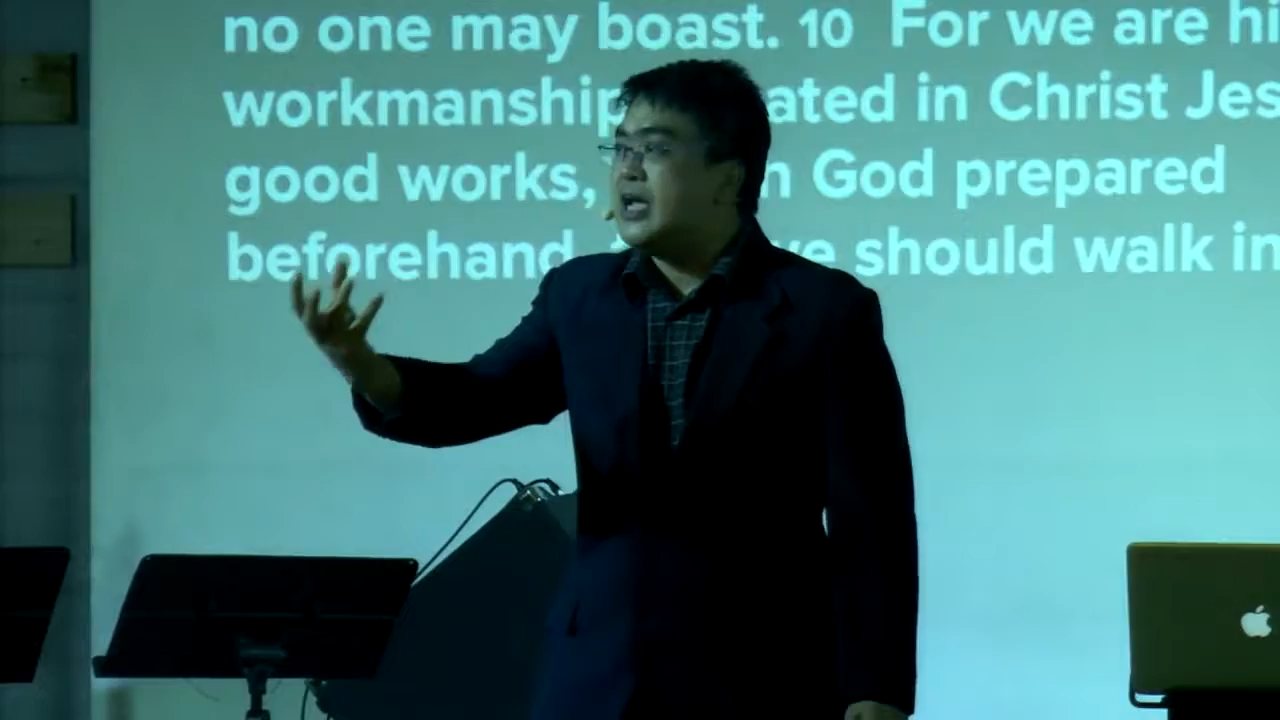 no one may boast. 10 For we are hi
workmanship ated in Christ Jes
good works, God prepared
beforehand we should walk in